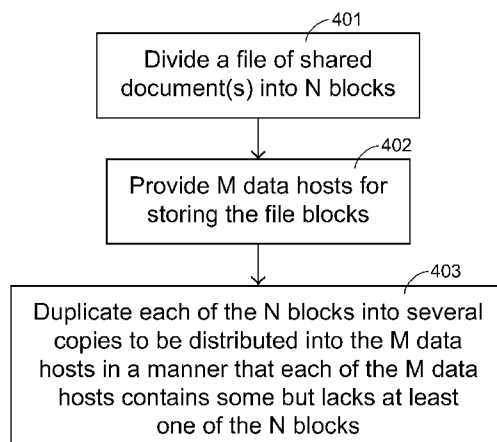 401
Divide a file of shared
document(s) into N blocks
402
Provide M data hosts for
storing the file blocks
403
Duplicate each of the N blocks into several
copies to be distributed into the M data
hosts in a manner that each of the M data
hosts contains some but lacks at least
one of the N blocks